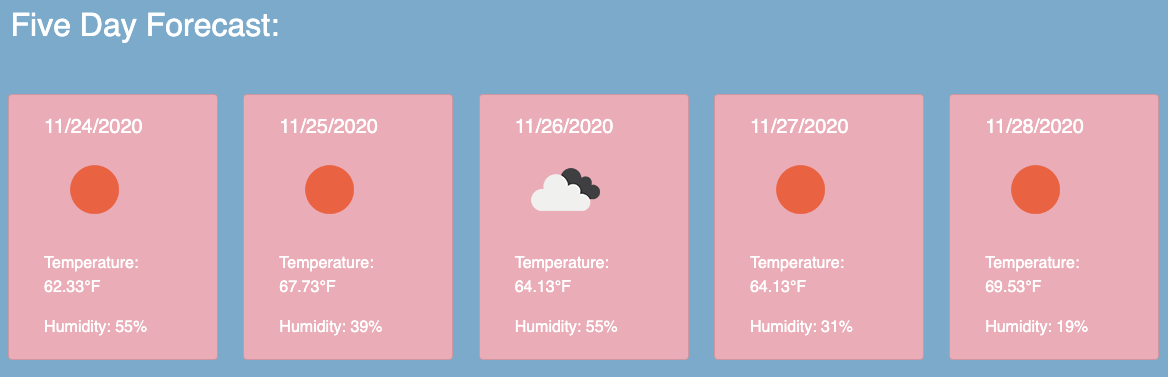 Five Day Forecast:
11/24/2020
Temperature:
62.33°F
Humidity: 55%
11/25/2020
Temperature:
67.73°F
Humidity: 39%
11/26/2020
Temperature:
64.13°F
Humidity: 55%
11/27/2020
Temperature:
64.13°F
Humidity: 31%
11/28/2020
Temperature:
69.53°F
Humidity: 19%